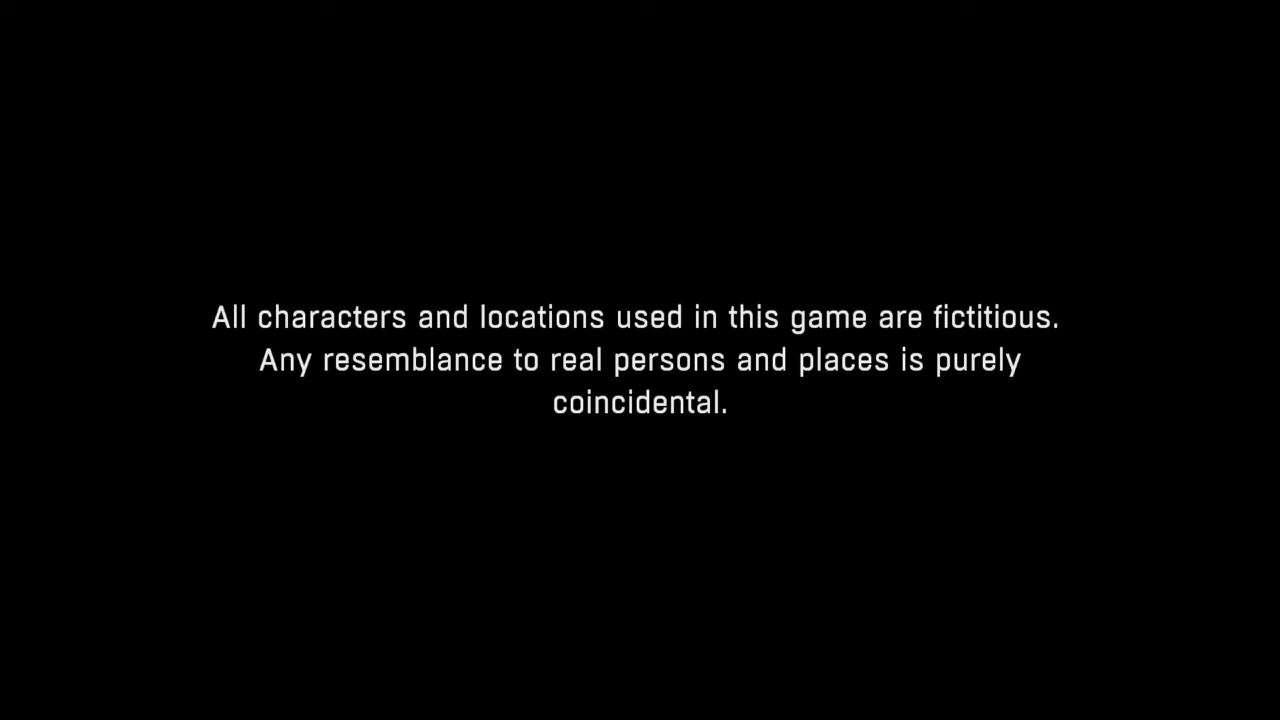 All characters and locations used in this game are fictitious.
Any resemblance to real persons and places is purely
coincidental.